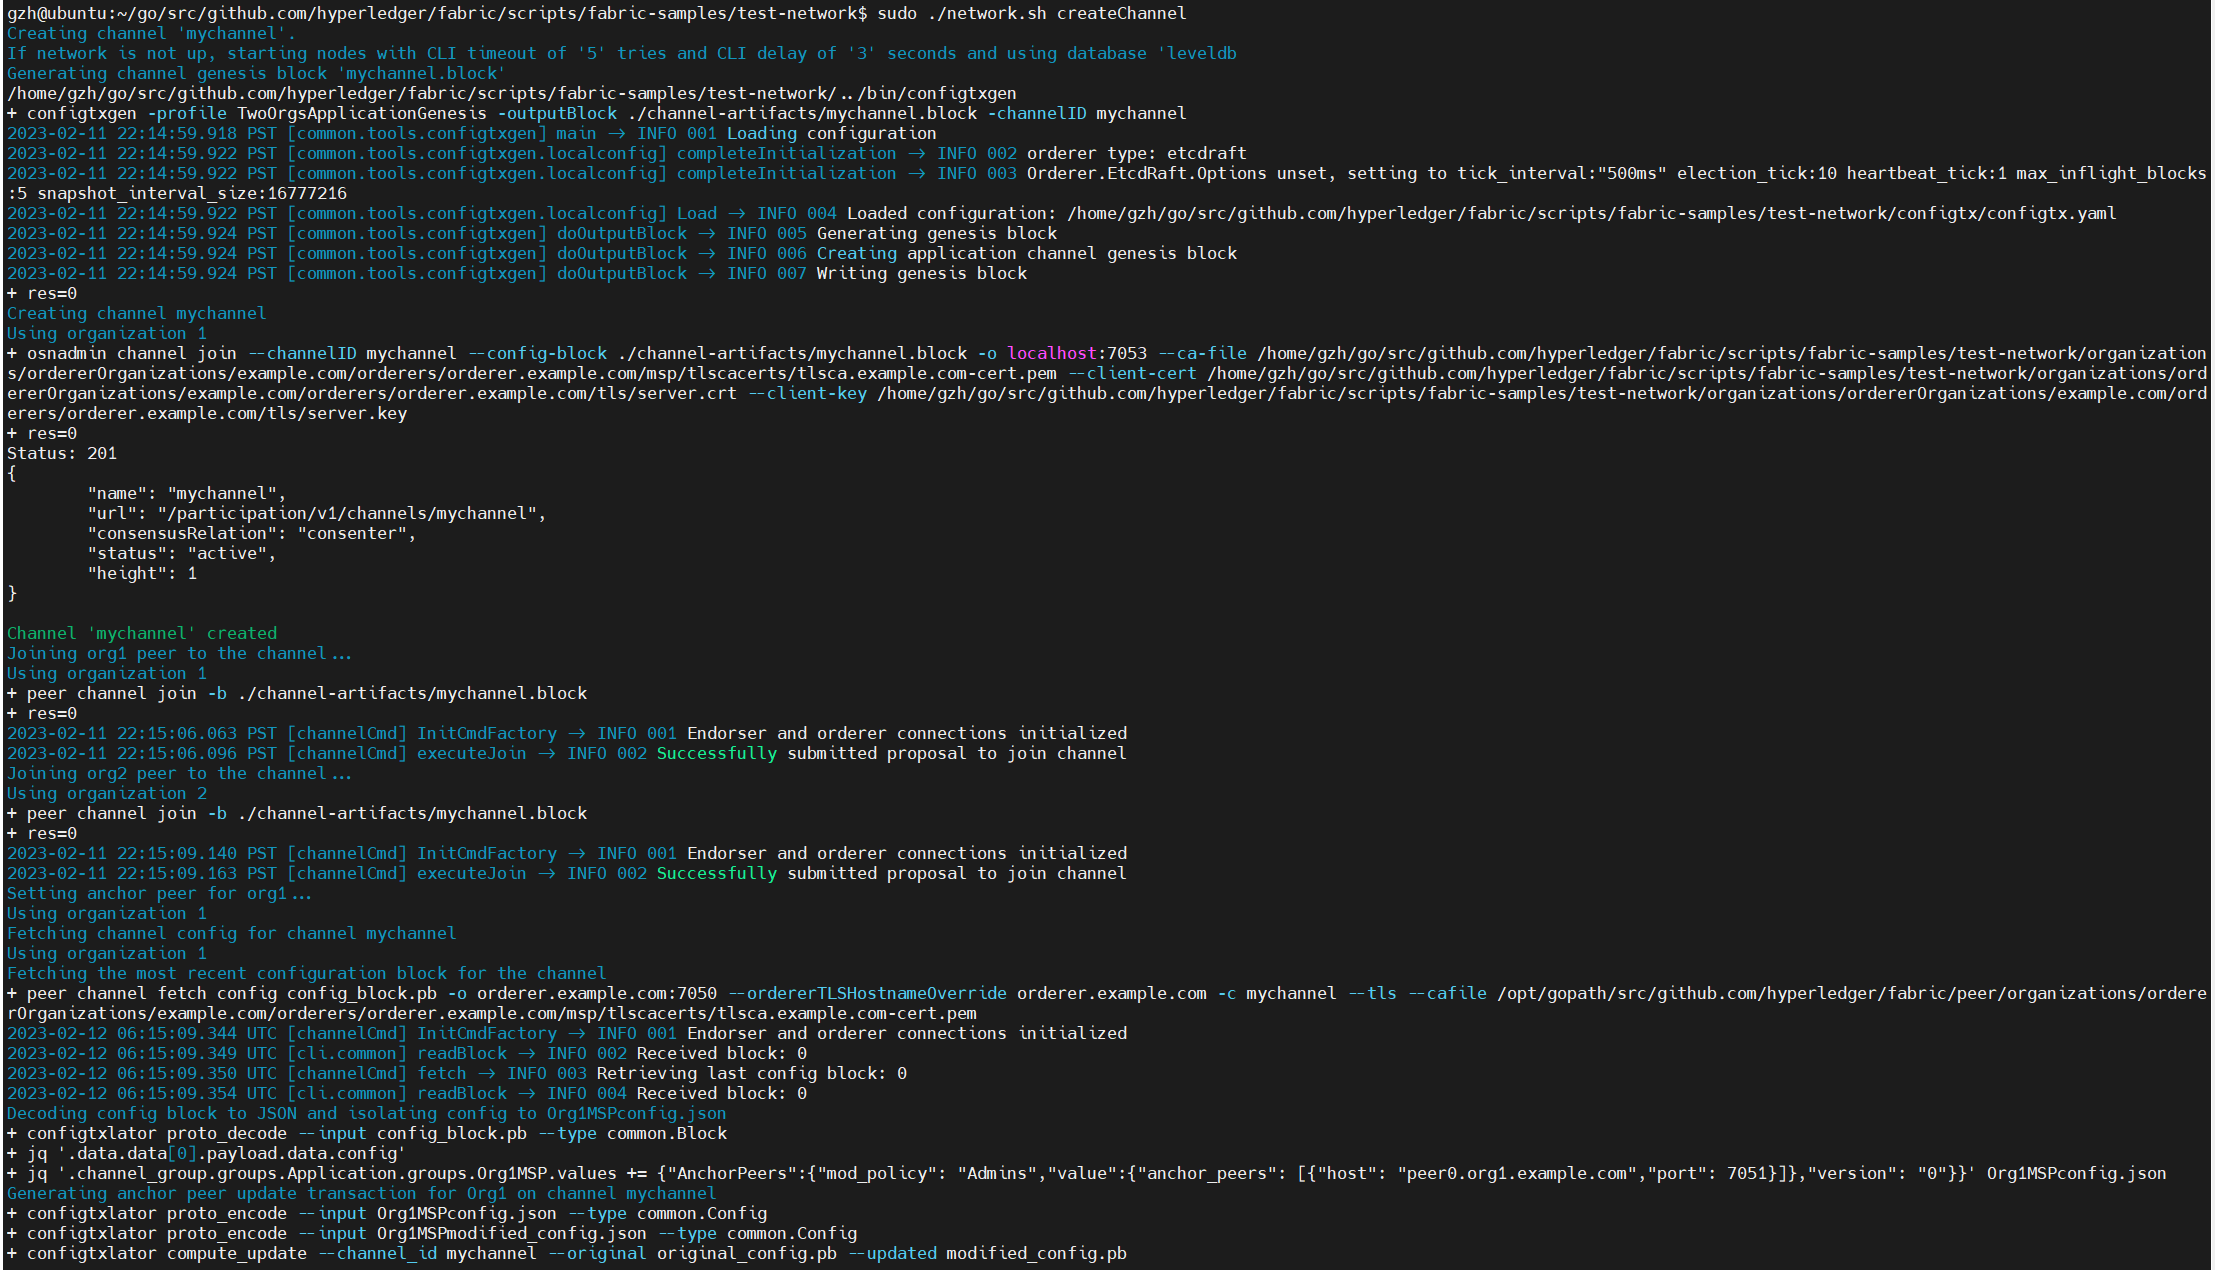 gzh@ubuntu:~/go/src/github.com/hyperledger/fabric/scripts/fabric-samples/test-network$ sudo ./network.sh createChannel
Creating channel 'mychannel'.
If network is not up, starting nodes with CLI timeout of '5' tries and CLI delay of '3' seconds and using database 'leveldb
Generating channel genesis block 'mychannel.block'
/home/gzh/go/src/github.com/hyperledger/fabric/scripts/fabric-samples/test-network/../bin/configtxgen
+ configtxgen -profile TwoOrgsApplicationGenesis -outputBlock ./channel-artifacts/mychannel.block -channelID mychannel
2023-02-11 22:14:59.918 PST [common.tools.configtxgen] main -> INFO 001 Loading configuration
2023-02-11 22:14:59.922 PST [common.tools.configtxgen.localconfig] completeInitialization -> INFO 002 orderer type: etcdraft
2023-02-11 22:14:59.922 PST [common.tools.configtxgen.localconfig] completeInitialization -> INFO 003 Orderer.EtcdRaft.Options unset, setting to tick_interval:"500ms" election_tick:10 heartbeat_tick:1 max_inflight_blocks
:5 snapshot_interval_size:16777216
2023-02-11 22:14:59.922 PST [common.tools.configtxgen.localconfig] Load -> INFO 004 Loaded configuration: /home/gzh/go/src/github.com/hyperledger/fabric/scripts/fabric-samples/test-network/configtx/configtx.yaml
2023-02-11 22:14:59.924 PST [common.tools.configtxgen] doOutputBlock -> INFO 005 Generating genesis block
2023-02-11 22:14:59.924 PST [common.tools.configtxgen] doOutputBlock -> INFO 006 Creating application channel genesis block
2023-02-11 22:14:59.924 PST [common.tools.configtxgen] doOutputBlock -> INFO 007 Writing genesis block
+ res=0
Creating channel mychannel
Using organization 1
+ osnadmin channel join --channelID mychannel --config-block ./channel-artifacts/mychannel.block -o localhost:7053 --ca-file /home/gzh/go/src/github.com/hyperledger/fabric/scripts/fabric-samples/test-network/organization
s/ordererOrganizations/example.com/orderers/orderer.example.com/msp/tlscacerts/tlsca.example.com-cert.pem --client-cert /home/gzh/go/src/github.com/hyperledger/fabric/scripts/fabric-samples/test-network/organizations/ord
ererOrganizations/example.com/orderers/orderer.example.com/tls/server.crt --client-key /home/gzh/go/src/github.com/hyperledger/fabric/scripts/fabric-samples/test-network/organizations/ordererOrganizations/example.com/ord
erers/orderer.example.com/tls/server.key
+ res=0
Status: 201
{
	"name": "mychannel",
	"url": "/participation/v1/channels/mychannel",
	"consensusRelation": "consenter",
	"status": "active",
	"height": 1
}
Channel 'mychannel' created
Joining org1 peer to the channel...
Using organization 1
+ peer channel join -b ./channel-artifacts/mychannel.block
+ res=0
2023-02-11 22:15:06.063 PST [channelCmd] InitCmdFactory -> INFO 001 Endorser and orderer connections initialized
2023-02-11 22:15:06.096 PST [channelCmd] executeJoin -> INFO 002 Successfully submitted proposal to join channel
Joining org2 peer to the channel...
Using organization 2
+ peer channel join -b ./channel-artifacts/mychannel.block
+ res=0
2023-02-11 22:15:09.140 PST [channelCmd] InitCmdFactory -> INFO 001 Endorser and orderer connections initialized
2023-02-11 22:15:09.163 PST [channelCmd] executeJoin -> INFO 002 Successfully submitted proposal to join channel
Setting anchor peer for org1...
Using organization 1
Fetching channel config for channel mychannel
Using organization 1
Fetching the most recent configuration block for the channel
+ peer channel fetch config config_block.pb -o orderer.example.com:7050 --ordererTLSHostnameOverride orderer.example.com -c mychannel --tls --cafile /opt/gopath/src/github.com/hyperledger/fabric/peer/organizations/ordere
rOrganizations/example.com/orderers/orderer.example.com/msp/tlscacerts/tlsca.example.com-cert.pem
2023-02-12 06:15:09.344 UTC [channelCmd] InitCmdFactory -> INFO 001 Endorser and orderer connections initialized
2023-02-12 06:15:09.349 UTC [cli.common] readBlock -> INFO 002 Received block: 0
2023-02-12 06:15:09.350 UTC [channelCmd] fetch -> INFO 003 Retrieving last config block: 0
2023-02-12 06:15:09.354 UTC [cli.common] readBlock -> INFO 004 Received block: 0
Decoding config block to JSON and isolating config to Org1MSPconfig.json
+ configtxlator proto_decode --input config_block.pb --type common.Block
+ jq '.data.data[0].payload.data.config'
+ jq '.channel_group.groups.Application.groups.Org1MSP.values += {"AnchorPeers":{"mod_policy": "Admins","value":{"anchor_peers": [{"host": "peer0.org1.example.com","port": 7051}]},"version": "0"}}' Org1MSPconfig.json
Generating anchor peer update transaction for Org1 on channel mychannel
+ configtxlator proto_encode --input Org1MSPconfig.json --type common.Config
+ configtxlator proto_encode --input Org1MSPmodified_config.json --type common.Config
+ configtxlator compute_update --channel_id mychannel --original original_config.pb --updated modified_config.pb